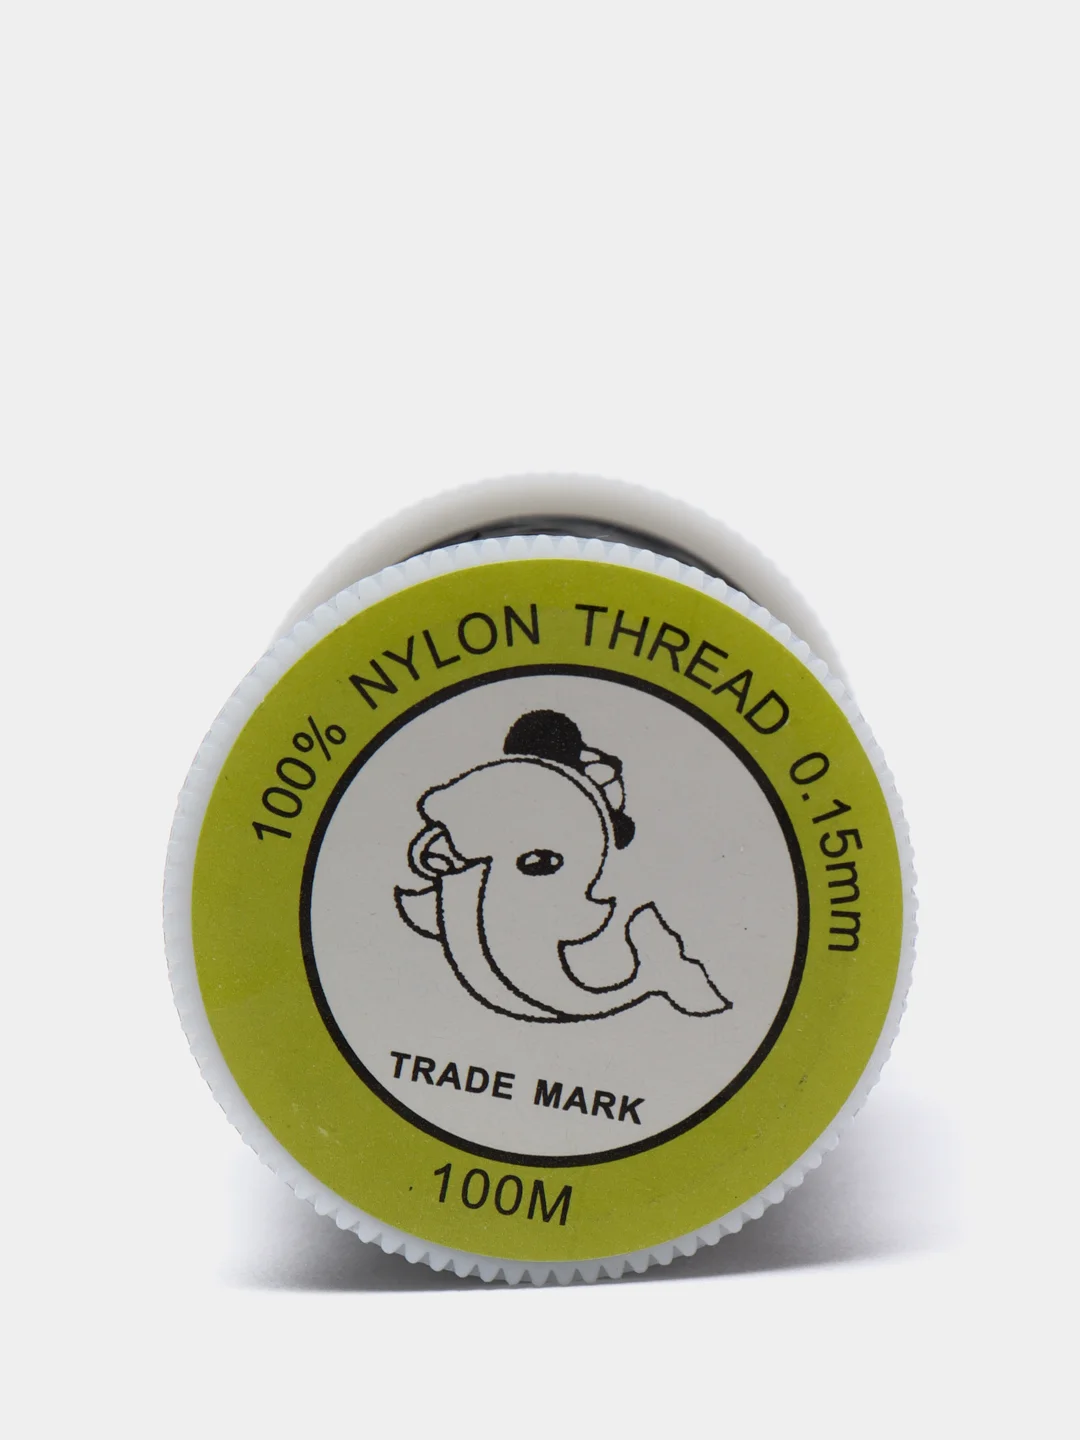 100% NYLON THREAD 0.15mm
TRADE MARK
100M